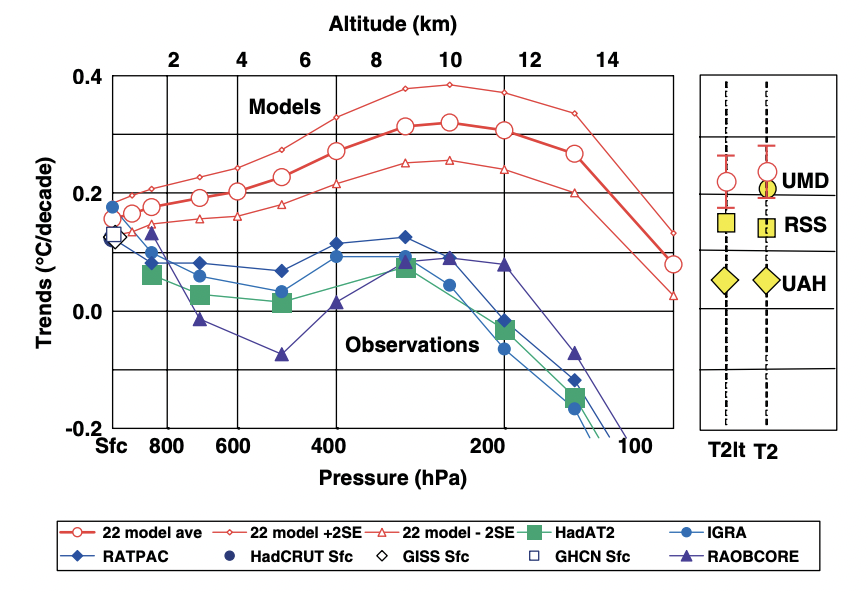 Altitude (km)
2 4 6 8 10 12 14
0.4
Models
0.2
UMD
RSS
UAH
0.0
Observations
-0.2
Trends (°C/decade)
Sfc 800 600 400 200 100
T2lt T2
Pressure (hPa)
22 model ave 22 model +2SE 22 model - 2SE HadAT2 IGRA
RATPAC HadCRUT Sfc GISS Sfc GHCN Sfc RAOBCORE